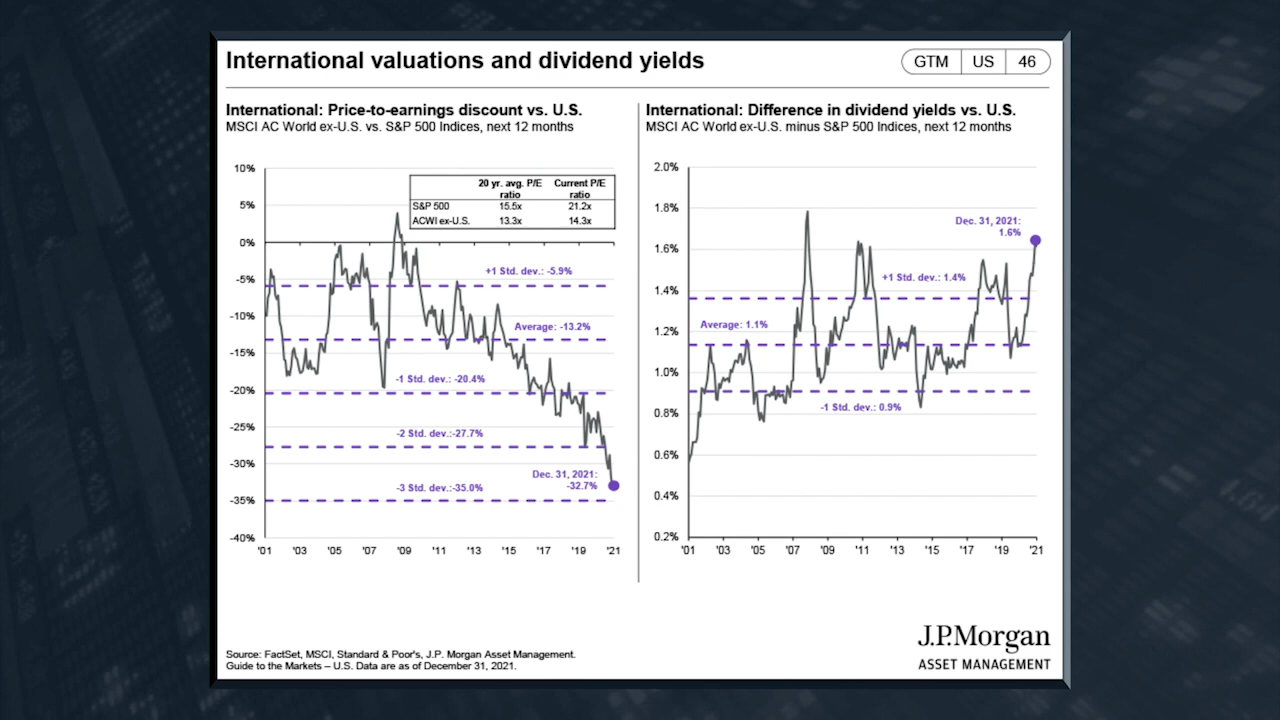 International valuations and dividend yields
GTM US 46
International: Price-to-earnings discount vs. U.S.
MSCI AC World ex-U.S. vs. S&P 500 Indices, next 12 months
10%
5%
0%
-5%
-10%
-15%
-20%
-25%
-30%
-35%
-40%
20 yr. avg. P/E ratio
Current P/E ratio
S&P 500 15.5x 21.2x
ACWI ex-U.S. 13.3x 14.3x
+1 Std. dev.: -5.9%
Average: -13.2%
-1 Std. dev.: -20.4%
-2 Std. dev.:-27.7%
Dec. 31, 2021:
-32.7%
-3 Std. dev.:-35.0%
'01 '03 '05 '07 '09 '11 '13 '15 '17 '19 '21
International: Difference in dividend yields vs. U.S.
MSCI AC World ex-U.S. minus S&P 500 Indices, next 12 months
2.0%
1.8%
1.6%
1.4%
1.2%
1.0%
0.8%
0.6%
0.4%
0.2%
Dec. 31, 2021:
1.6%
+1 Std. dev.: 1.4%
Average: 1.1%
-1 Std. dev.: 0.9%
'01 '03 '05 '07 '09 '11 '13 '15 '17 '19 '21
Source: FactSet, MSCI, Standard & Poor's, J.P. Morgan Asset Management.
Guide to the Markets – U.S. Data are as of December 31, 2021.
J.P.Morgan
ASSET MANAGEMENT